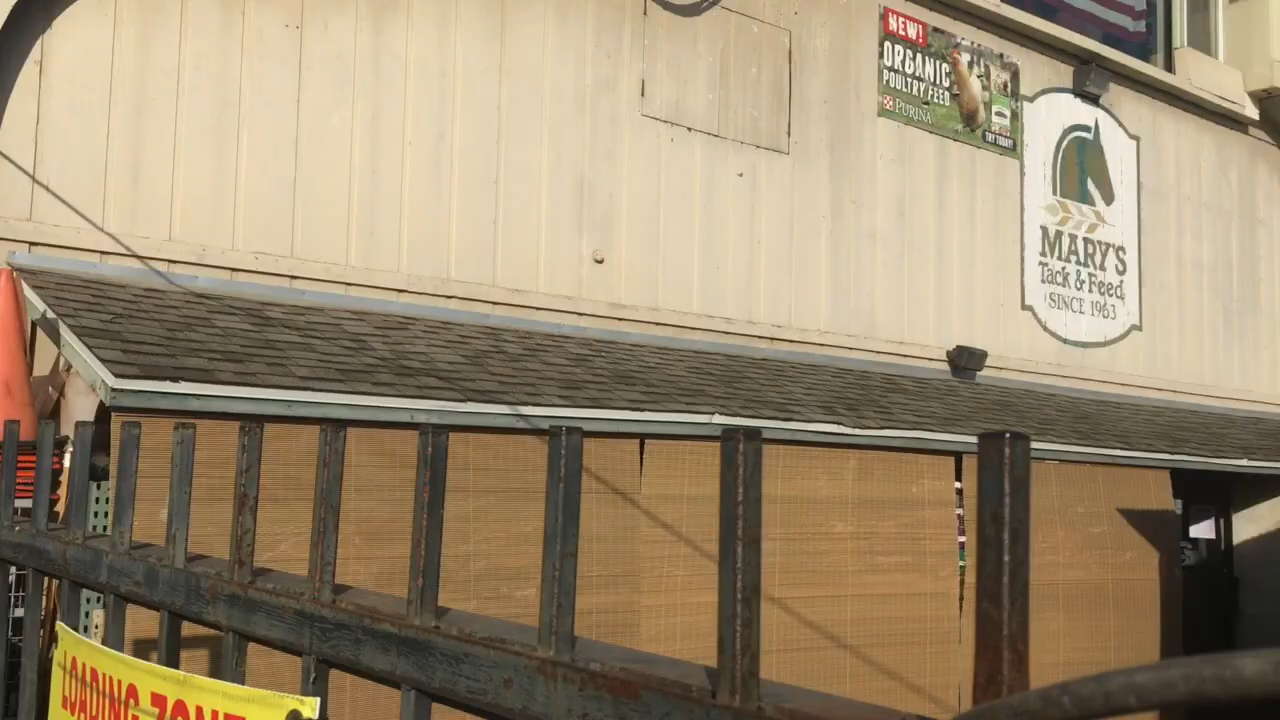 NEW!
ORGANIC
POULTRY FEED
PURINA
TRY TODAY!
MARY'S
Tack & Feed
SINCE 1963
LOADING ZONE